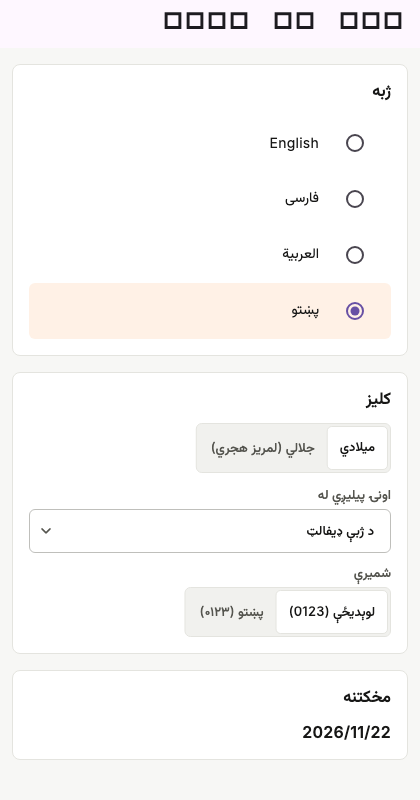 ژبه
English
فارسی
العربية
پښتو
کلیز
میلادي
جلالي (لمریز هجري)
اونۍ پیلیږي له
د ژبې ډیفالټ
شمیرې
لوېدیځې (0123)
پښتو (۰۱۲۳)
مخکتنه
2026/11/22